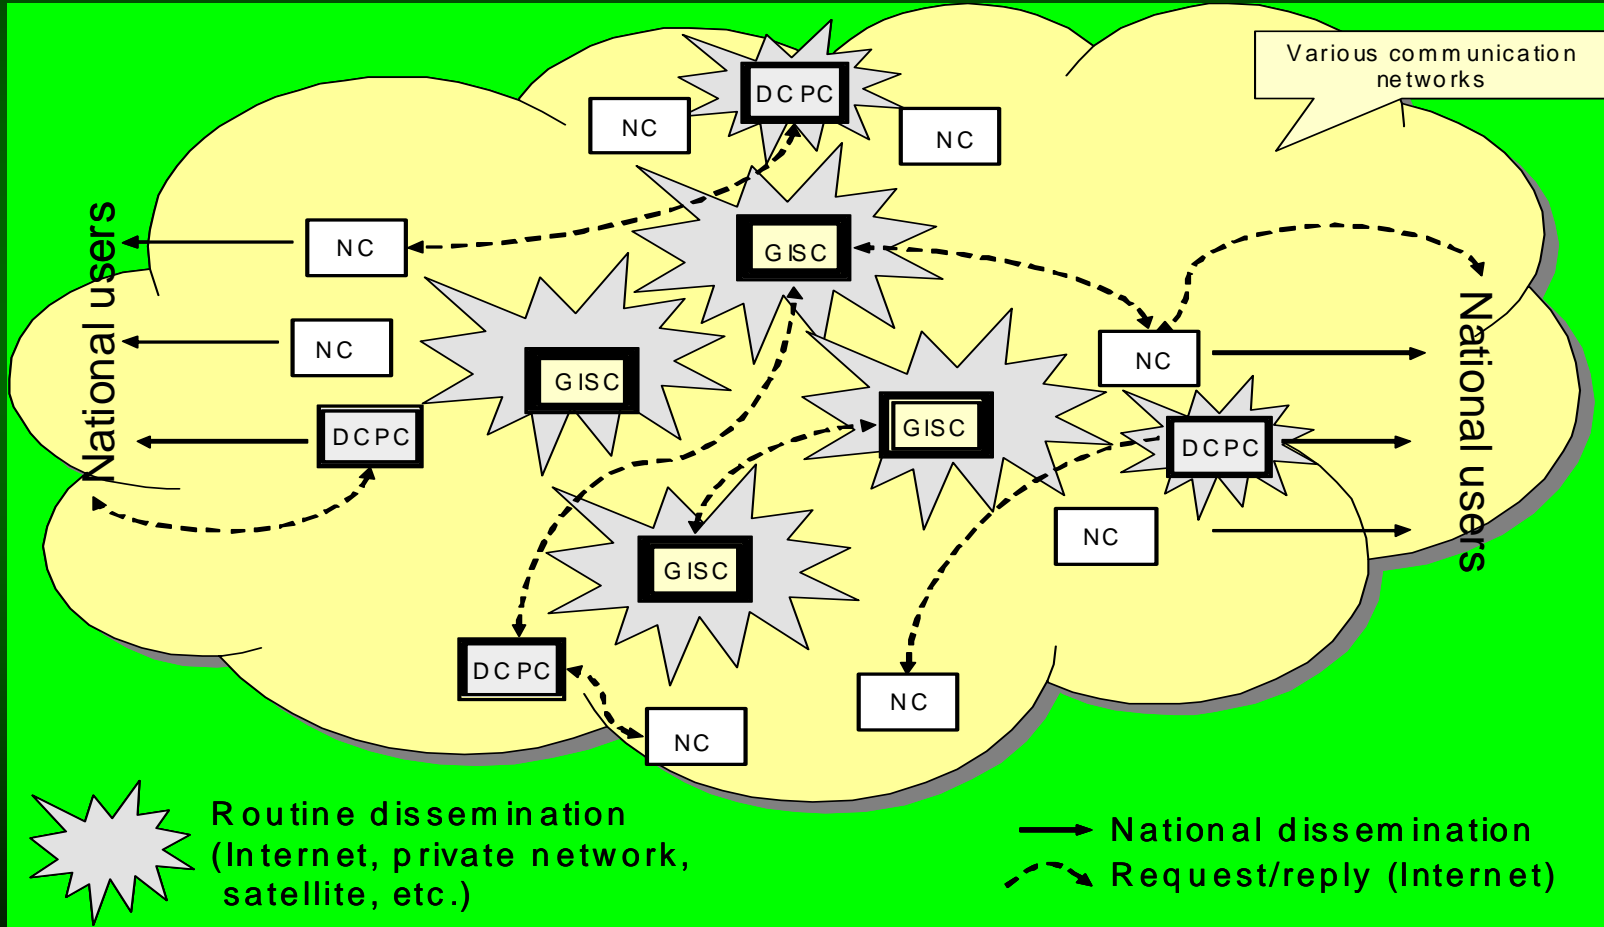 Various communication
networks
DCPC
NC
NC
National users
NC
GISC
NC
GISC
NC
National users
DCPC
GISC
DCPC
NC
GISC
DCPC
NC
NC
Routine dissemination
(Internet, private network,
satellite, etc.)
National dissemination
Request/reply (Internet)